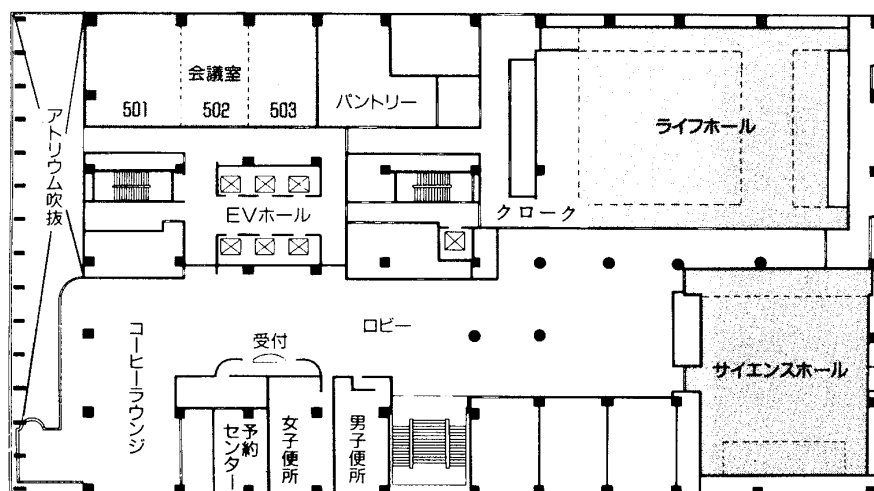 会議室
501
502
503
パントリー
ライフホール
アトリウム吹抜
EVホール
クローク
コーヒーラウンジ
受付
ロビー
サイエンスホール
予約
センター
女子便所
男子便所